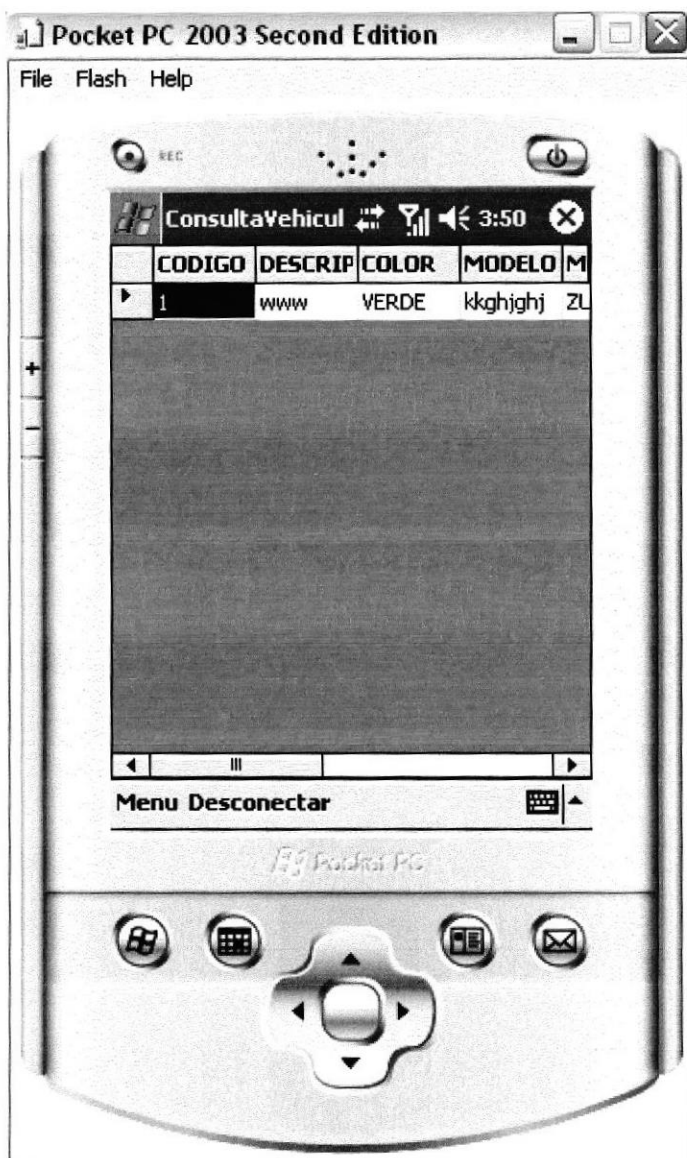 Pocket PC 2003 Second Edition
File Flash Help
REC
ConsultaVehicul 3:50
CODIGO DESCRIP COLOR MODELO M
1 www VERDE kkghjghj ZL
+
-
Menu Desconectar
Pocket PC